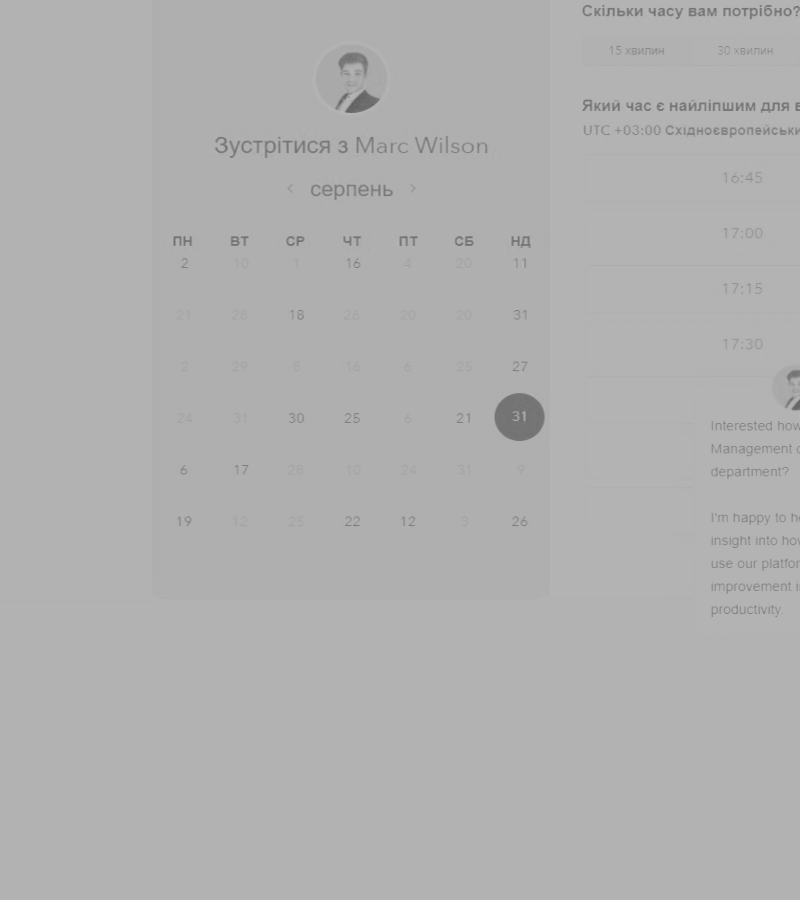 Зустрітися з Marc Wilson
< серпень >
ПН ВТ СР ЧТ ПТ СБ НД
2 10 1 16 4 20 11
21 28 18 26 20 20 31
2 29 8 16 6 25 27
24 31 30 25 6 21 31
6 17 28 10 24 31 9
19 12 25 22 12 3 26
Скільки часу вам потрібно?
15 хвилин 30 хвилин
Який час є найліпшим для
UTC +03:00 Східноєвропейськи
16:45
17:00
17:15
17:30
Interested how
Management
department?
I'm happy to
insight into how
use our
improvement
productivity.